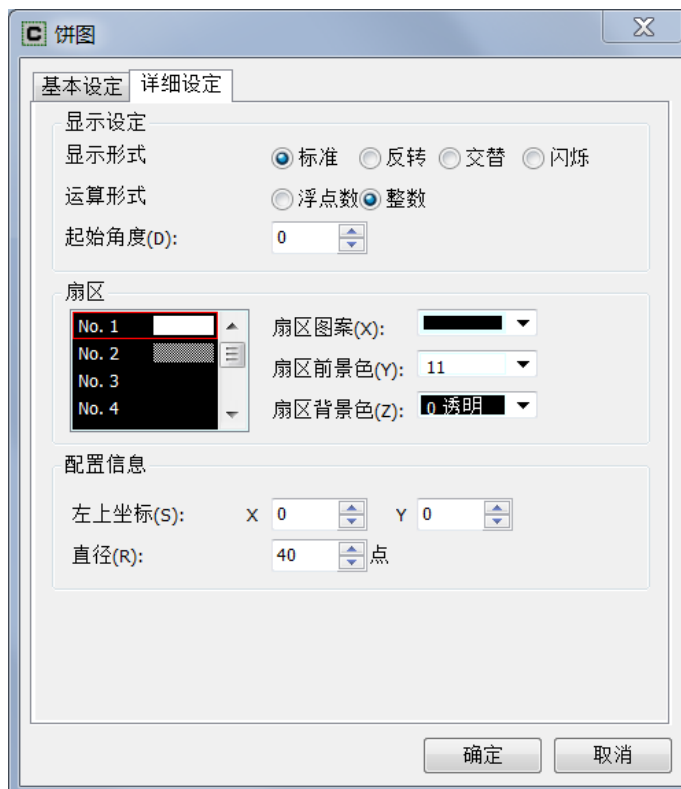 C 饼图
基本设定 详细设定
显示设定
显示形式 标准 反转 交替 闪烁
运算形式 浮点数 整数
起始角度(D): 0
扇区
No. 1
No. 2
No. 3
No. 4
扇区图案(X):
扇区前景色(Y): 11
扇区背景色(Z): 0 透明
配置信息
左上坐标(S): X 0 Y 0
直径(R): 40 点
确定 取消